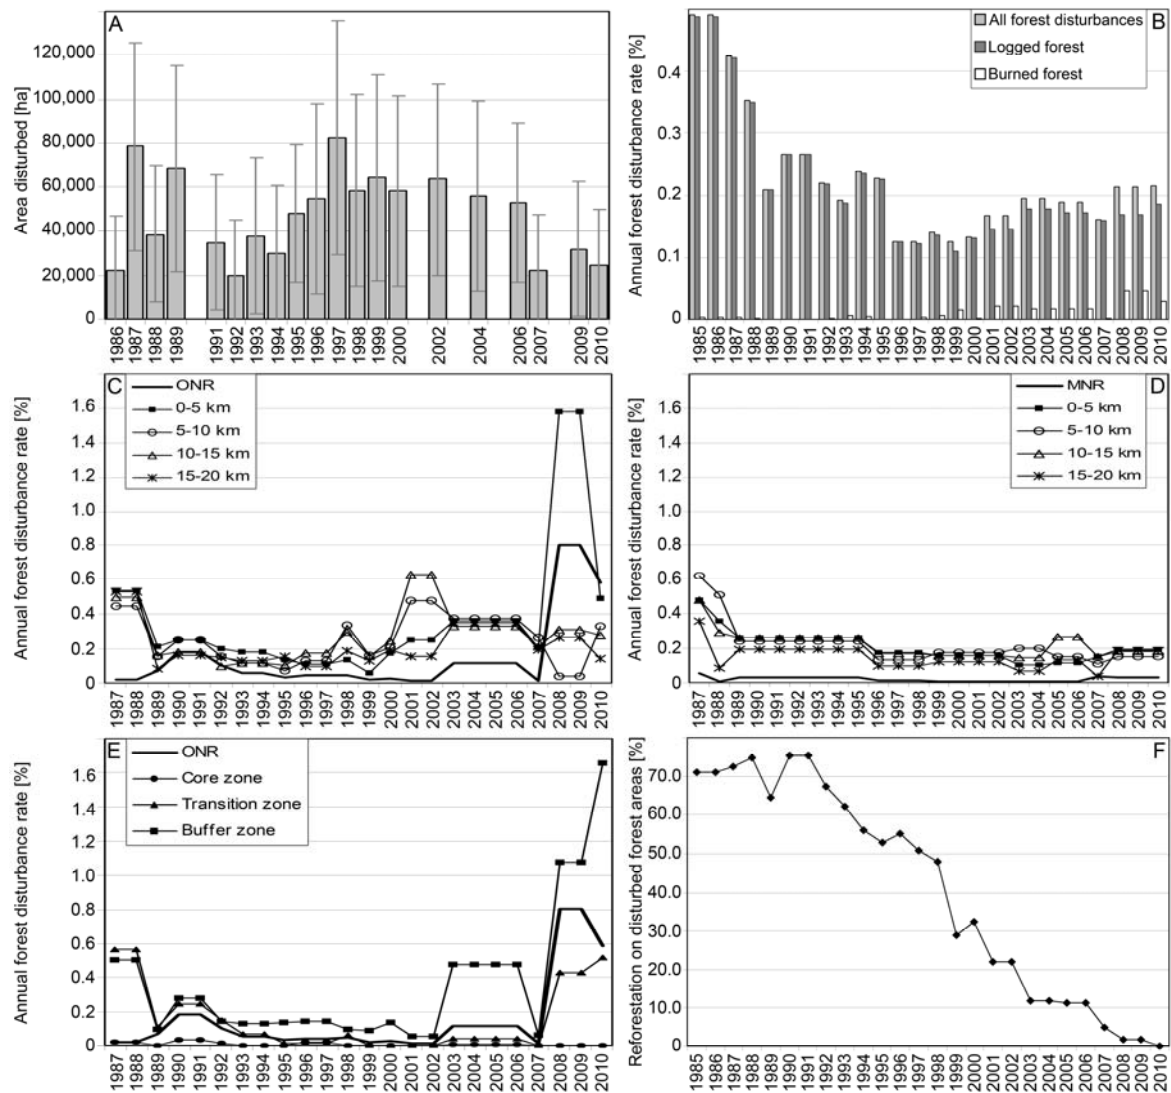 A
Area disturbed [ha]
120,000
100,000
80,000
60,000
40,000
20,000
0
1986 1987 1988 1989 1991 1992 1993 1994 1995 1996 1997 1998 1999 2000 2002 2004 2006 2007 2009 2010
B
Annual forest disturbance rate [%]
All forest disturbances
Logged forest
Burned forest
0.4
0.3
0.2
0.1
0
1985 1986 1987 1988 1989 1990 1991 1992 1993 1994 1995 1996 1997 1998 1999 2000 2001 2002 2003 2004 2005 2006 2007 2008 2009 2010
C
Annual forest disturbance rate [%]
ONR
0-5 km
5-10 km
10-15 km
15-20 km
1.6
1.4
1.2
1.0
0.8
0.6
0.4
0.2
0
1987 1988 1989 1990 1991 1992 1993 1994 1995 1996 1997 1998 1999 2000 2001 2002 2003 2004 2005 2006 2007 2008 2009 2010
D
Annual forest disturbance rate [%]
MNR
0-5 km
5-10 km
10-15 km
15-20 km
1.6
1.4
1.2
1.0
0.8
0.6
0.4
0.2
0
1987 1988 1989 1990 1991 1992 1993 1994 1995 1996 1997 1998 1999 2000 2001 2002 2003 2004 2005 2006 2007 2008 2009 2010
E
Annual forest disturbance rate [%]
ONR
Core zone
Transition zone
Buffer zone
1.6
1.4
1.2
1.0
0.8
0.6
0.4
0.2
0
1987 1988 1989 1990 1991 1992 1993 1994 1995 1996 1997 1998 1999 2000 2001 2002 2003 2004 2005 2006 2007 2008 2009 2010
F
Reforestation on disturbed forest areas [%]
70.0
60.0
50.0
40.0
30.0
20.0
10.0
0
1985 1986 1987 1988 1989 1990 1991 1992 1993 1994 1995 1996 1997 1998 1999 2000 2001 2002 2003 2004 2005 2006 2007 2008 2009 2010